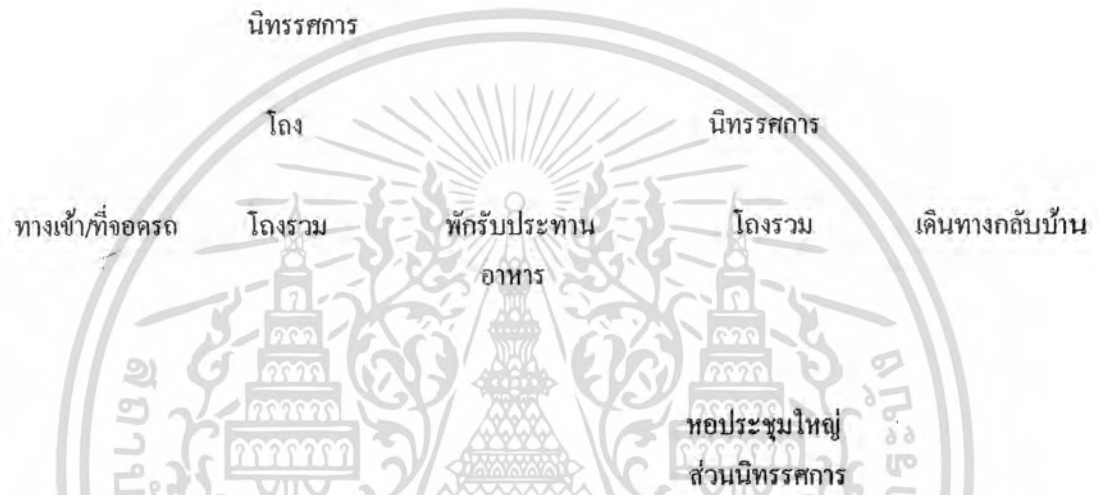 นิทรรศการ
โถง นิทรรศการ
ทางเข้า/ที่จอดรถ โถงรวม พักรับประทาน โถงรวม เดินทางกลับบ้าน
อาหาร
หอประชุมใหญ่
ส่วนนิทรรศการ